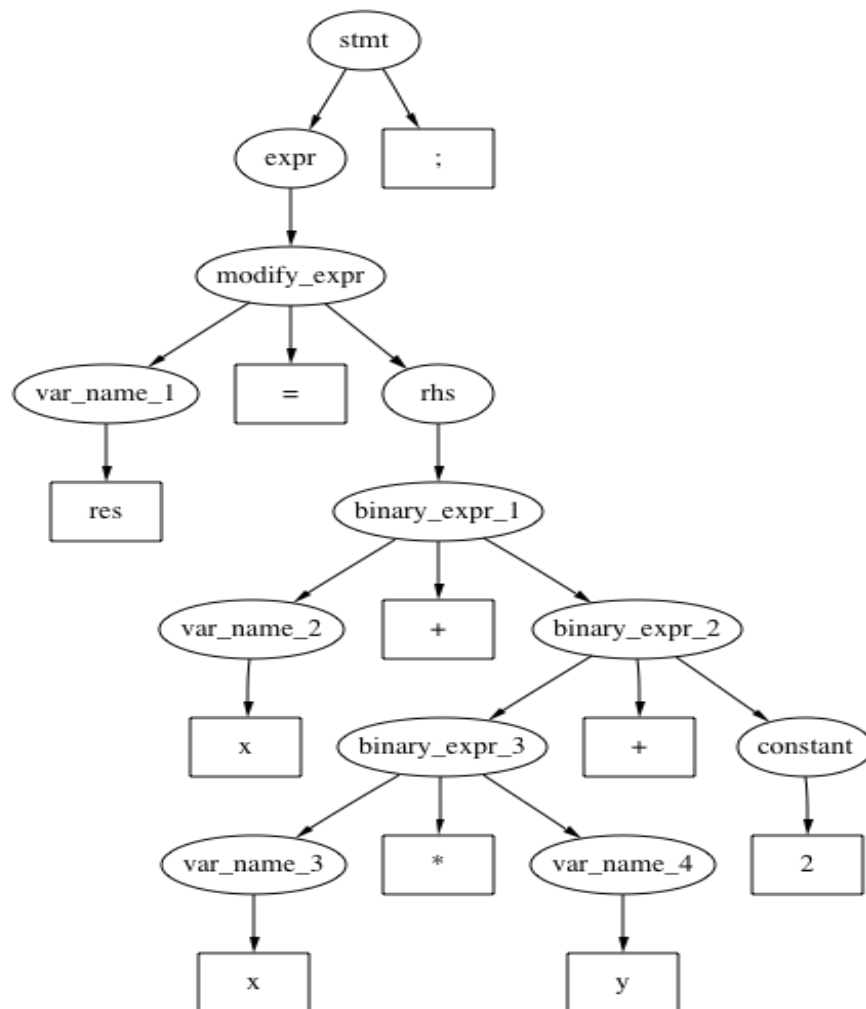 stmt
expr
;
modify_expr
var_name_1
=
rhs
res
binary_expr_1
var_name_2
+
binary_expr_2
x
binary_expr_3
+
constant
var_name_3
*
var_name_4
2
x
y